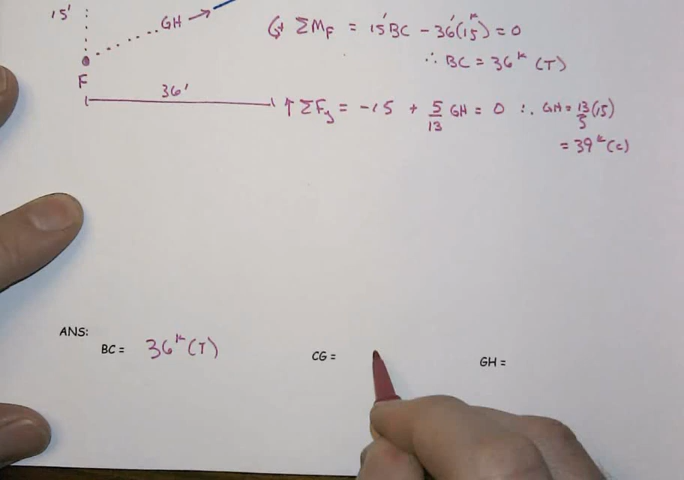 15'
GH →
↺+ ΣM_F = 15'BC - 36'(15ᵏ) = 0
∴ BC = 36ᵏ (T)
F
36'
↑ ΣFy = -15 + 5/13 GH = 0 ∴ GH = 13/5 (15)
= 39ᵏ (C)
ANS:
BC = 36ᵏ (T) CG = GH =